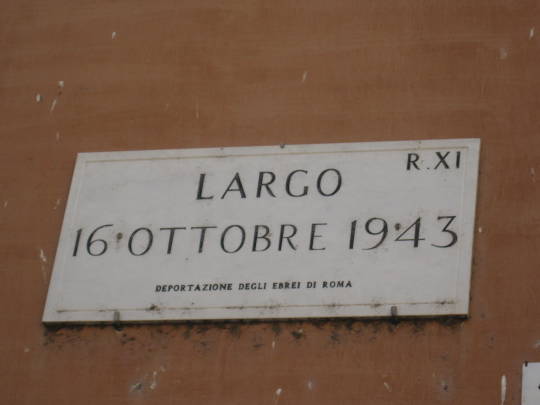 R. XI
LARGO
16 OTTOBRE 1943
DEPORTAZIONE DEGLI EBREI DI ROMA